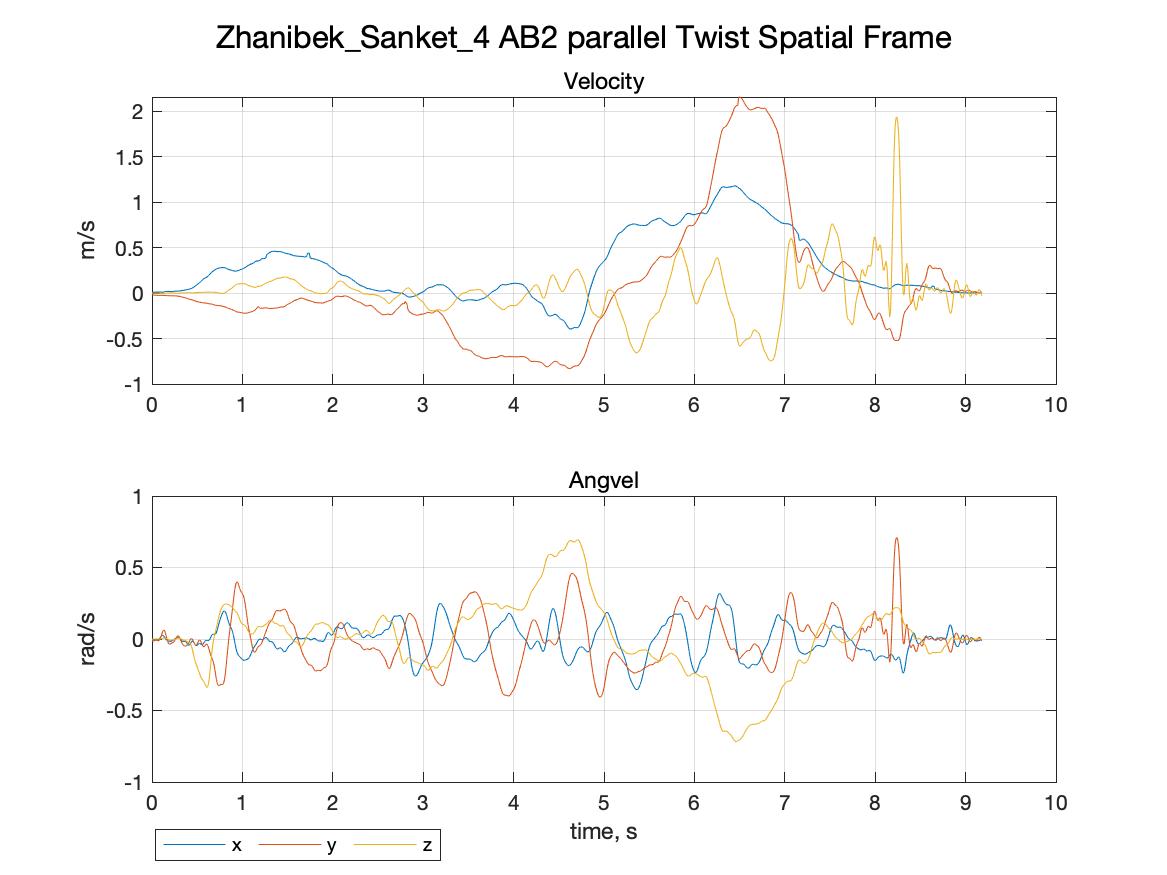 Zhanibek_Sanket_4 AB2 parallel Twist Spatial Frame
Velocity
2
1.5
1
0.5
0
-0.5
-1
m/s
0 1 2 3 4 5 6 7 8 9 10
Angvel
1
0.5
0
-0.5
-1
rad/s
0 1 2 3 4 5 6 7 8 9 10
time, s
x y z